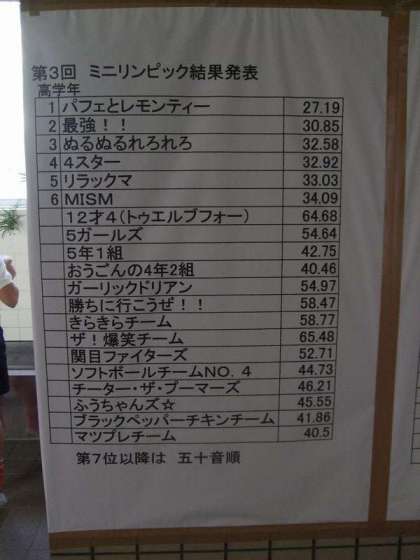 第3回 ミニリンピック結果発表
高学年
1 パフェとレモンティー 27.19
2 最強!! 30.85
3 ぬるぬるれろれろ 32.58
4 4スター 32.92
5 リラックマ 33.03
6 MISM 34.09
12才4(トゥエルブフォー) 64.68
5ガールズ 54.64
5年1組 42.75
おうごんの4年2組 40.46
ガーリックドリアン 54.97
勝ちに行こうぜ!! 58.47
きらきらチーム 58.77
ザ!爆笑チーム 65.48
関目ファイターズ 52.71
ソフトボールチームNO.4 44.73
チーター・ザ・プーマーズ 46.21
ふうちゃんズ☆ 45.55
ブラックペッパーチキンチーム 41.86
マツプレチーム 40.5
第7位以降は 五十音順